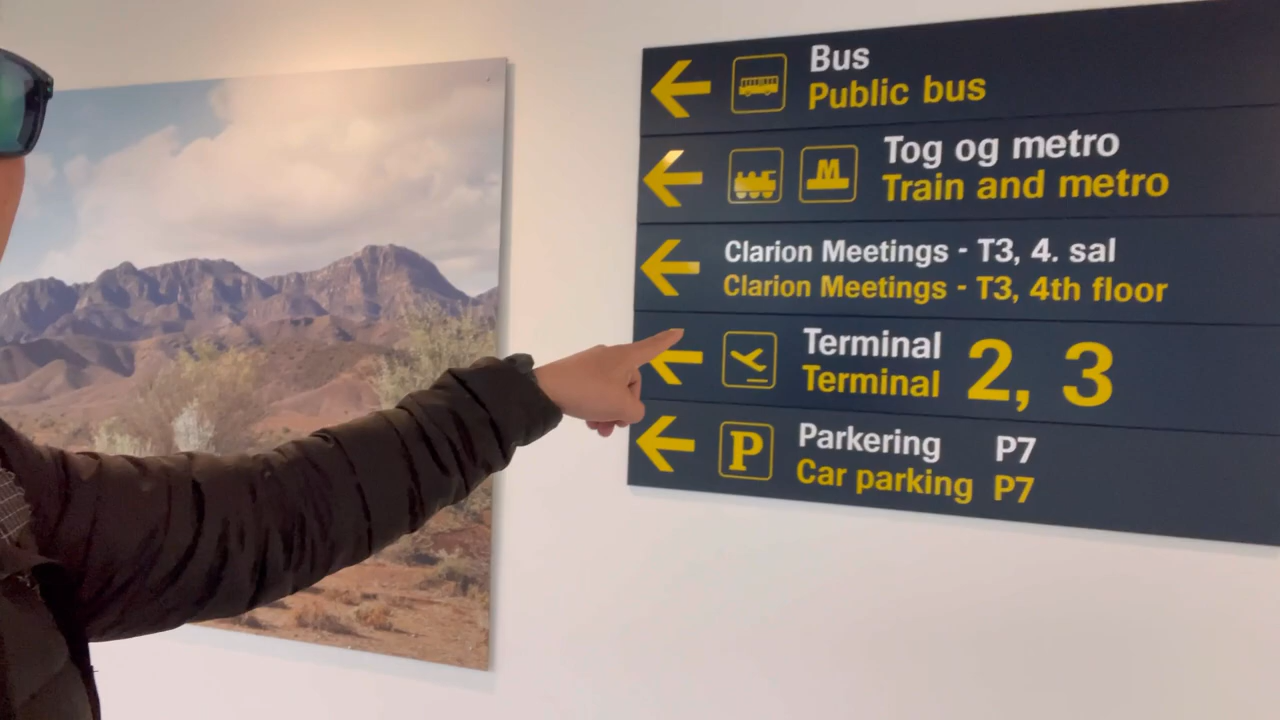 Bus
Public bus
M Tog og metro
Train and metro
Clarion Meetings - T3, 4. sal
Clarion Meetings - T3, 4th floor
Terminal 2, 3
Terminal
P Parkering P7
Car parking P7